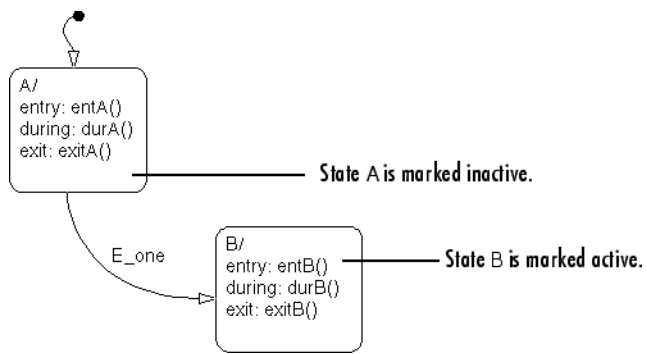 A/
entry: entA()
during: durA()
exit: exitA()
State A is marked inactive.
E_one
B/
entry: entB()
during: durB()
exit: exitB()
State B is marked active.